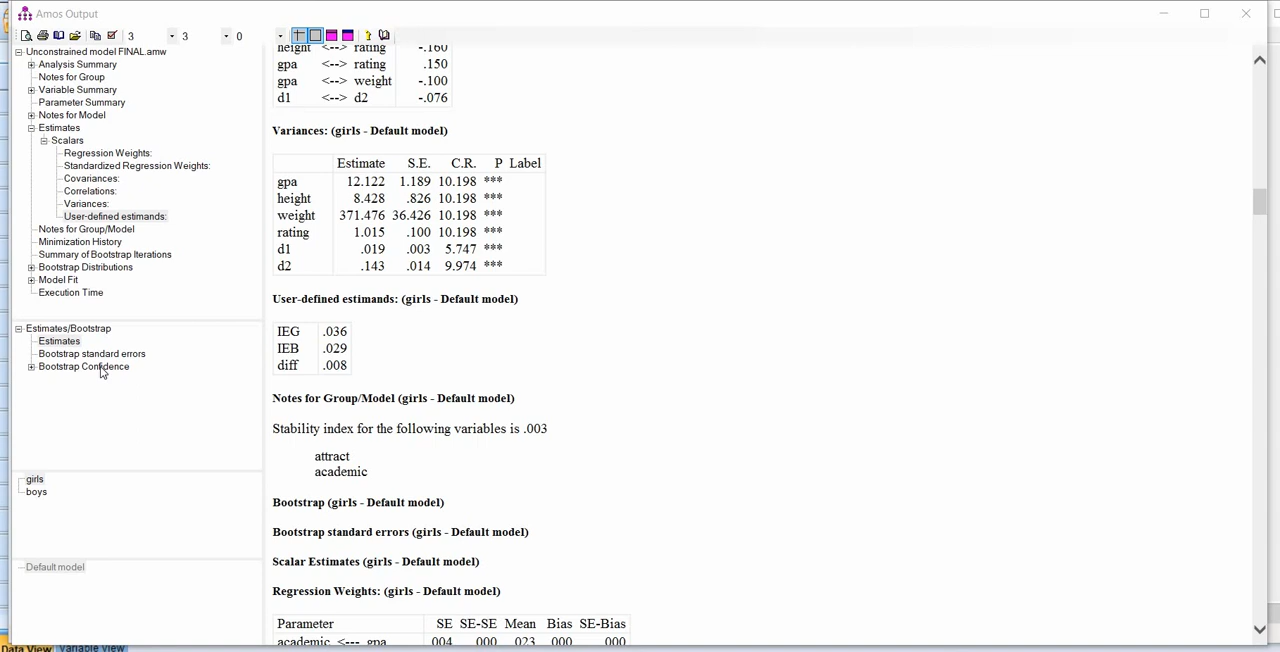 Amos Output
3 3 0
Unconstrained model FINAL.amw
Analysis Summary
Notes for Group
Variable Summary
Parameter Summary
Notes for Model
Estimates
Scalars
Regression Weights:
Standardized Regression Weights:
Covariances:
Correlations:
Variances:
User-defined estimands:
Notes for Group/Model
Minimization History
Summary of Bootstrap Iterations
Bootstrap Distributions
Model Fit
Execution Time
Estimates/Bootstrap
Estimates
Bootstrap standard errors
Bootstrap Confidence
girls
boys
Default model
height <--> rating -.160
gpa <--> rating .150
gpa <--> weight -.100
d1 <--> d2 -.076
Variances: (girls - Default model)
Estimate S.E. C.R. P Label
gpa 12.122 1.189 10.198 ***
height 8.428 .826 10.198 ***
weight 371.476 36.426 10.198 ***
rating 1.015 .100 10.198 ***
d1 .019 .003 5.747 ***
d2 .143 .014 9.974 ***
User-defined estimands: (girls - Default model)
IEG .036
IEB .029
diff .008
Notes for Group/Model (girls - Default model)
Stability index for the following variables is .003
attract
academic
Bootstrap (girls - Default model)
Bootstrap standard errors (girls - Default model)
Scalar Estimates (girls - Default model)
Regression Weights: (girls - Default model)
Parameter SE SE-SE Mean Bias SE-Bias
academic <--- gpa .004 .000 .023 .000 .000
Data View Variable View